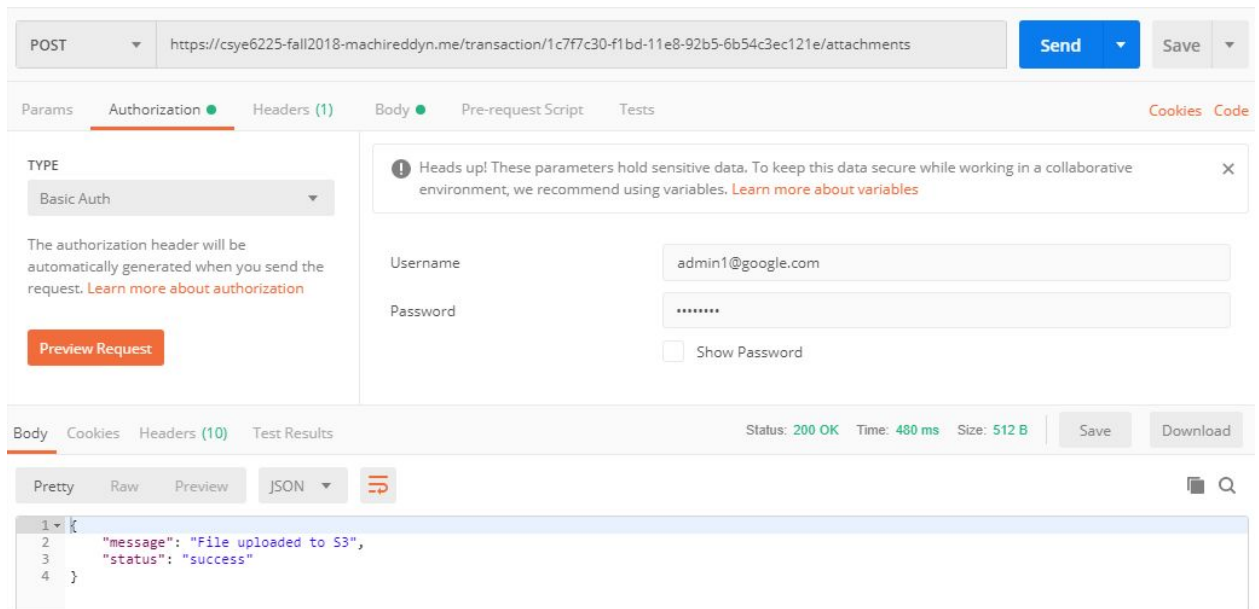 POST https://csye6225-fall2018-machireddyn.me/transaction/1c7f7c30-f1bd-11e8-92b5-6b54c3ec121e/attachments Send Save
Params Authorization Headers (1) Body Pre-request Script Tests Cookies Code
TYPE
Basic Auth
The authorization header will be
automatically generated when you send the
request. Learn more about authorization
Preview Request
Heads up! These parameters hold sensitive data. To keep this data secure while working in a collaborative
environment, we recommend using variables. Learn more about variables
Username admin1@google.com
Password ••••••••
Show Password
Body Cookies Headers (10) Test Results Status: 200 OK Time: 480 ms Size: 512 B Save Download
Pretty Raw Preview JSON
1 {
2 "message": "File uploaded to S3",
3 "status": "success"
4 }